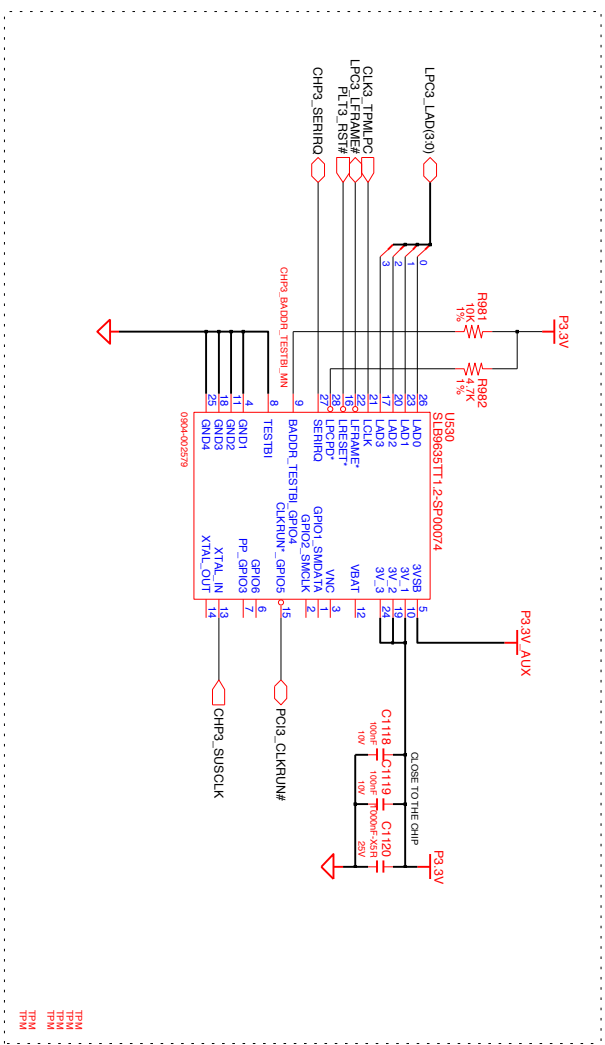 P3.3V
P3.3V_AUX
R981
10K
1%
R982
4.7K
1%
U530
SLB9635TT1.2-SP00074
LPC3_LAD(3:0)
0
1
2
3
26
LAD0
23
LAD1
20
LAD2
17
LAD3
CLK3_TPMLPC
21
LCLK
LPC3_LFRAME#
22
LFRAME*
PLT3_RST#
16
LRESET*
28
LPCPD*
CHP3_SERIRQ
27
SERIRQ
CHP3_BADDR_TESTBI_MN
9
BADDR_TESTBI_GPIO4
8
TESTBI
4
GND1
11
GND2
18
GND3
25
GND4
3VSB
5
3V_1
10
3V_2
19
3V_3
24
VBAT
12
VNC
3
GPIO1_SMDATA
1
GPIO2_SMCLK
2
CLKRUN*_GPIO5
15
PCI3_CLKRUN#
GPIO6
6
PP_GPIO3
7
XTAL_IN
13
CHP3_SUSCLK
XTAL_OUT
14
0904-002579
P3.3V
CLOSE TO THE CHIP
C1118
100nF
10V
C1119
100nF
10V
C1120
1000nF-X5R
25V
TPM
TPM
TPM
TPM
TPM
TPM